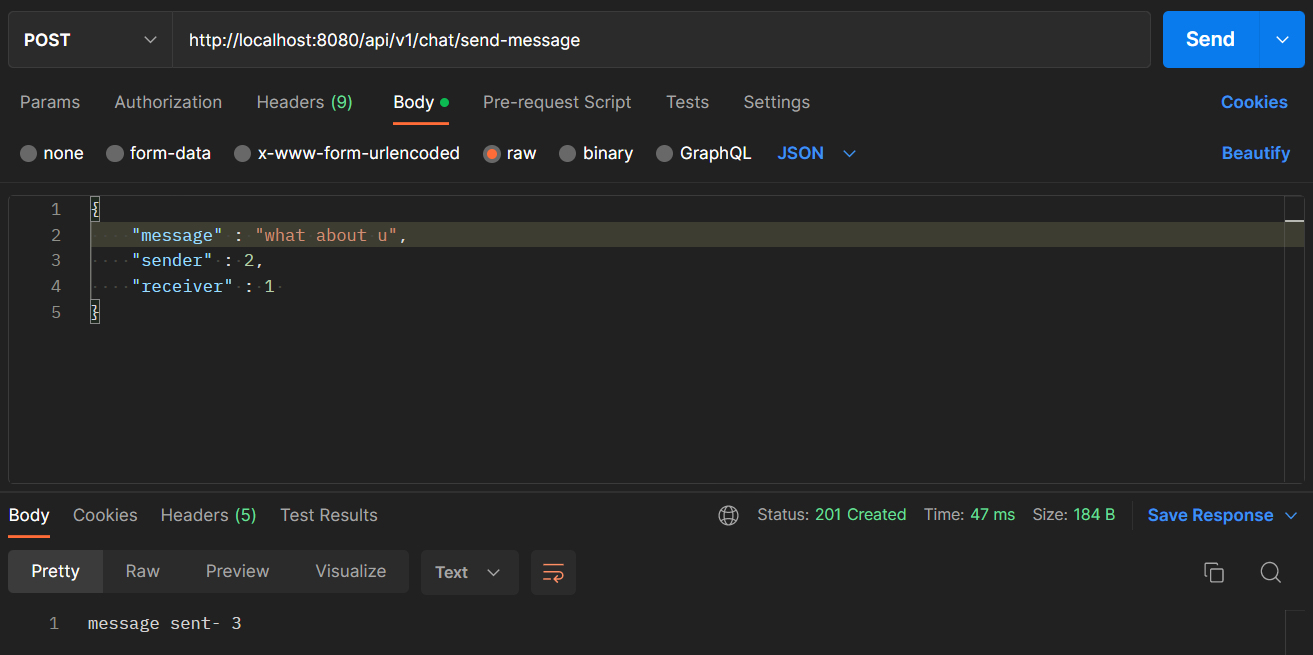 POST http://localhost:8080/api/v1/chat/send-message Send
Params Authorization Headers (9) Body Pre-request Script Tests Settings Cookies
none form-data x-www-form-urlencoded raw binary GraphQL JSON Beautify
1 {
2 "message" : "what about u",
3 "sender" : 2,
4 "receiver" : 1
5 }
Body Cookies Headers (5) Test Results Status: 201 Created Time: 47 ms Size: 184 B Save Response
Pretty Raw Preview Visualize Text
1 message sent- 3